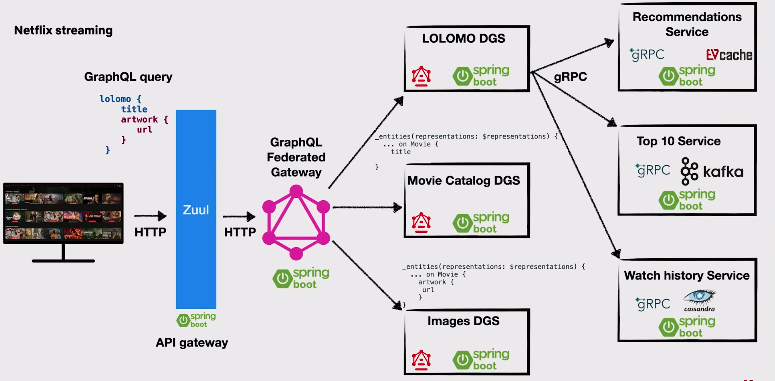 Netflix streaming
GraphQL query
lolomo {
title
artwork {
url
}
}
HTTP
Zuul
spring
boot
API gateway
HTTP
GraphQL
Federated
Gateway
spring
boot
LOLOMO DGS
spring
boot
_entities(representations: $representations) {
... on Movie {
title
}
Movie Catalog DGS
spring
boot
_entities(representations: $representations) {
... on Movie {
artwork {
url
}
}
Images DGS
spring
boot
gRPC
Recommendations
Service
gRPC
EVcache
spring
boot
Top 10 Service
gRPC
kafka
spring
boot
Watch history Service
gRPC
cassandra
spring
boot